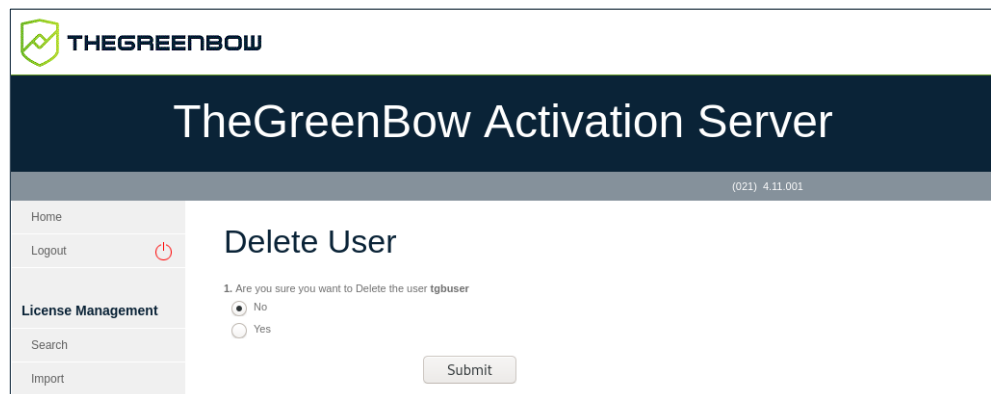 THEGREENBOW
TheGreenBow Activation Server
(021) 4.11.001
Home
Logout
License Management
Search
Import
Delete User
1. Are you sure you want to Delete the user tgbuser
No
Yes
Submit